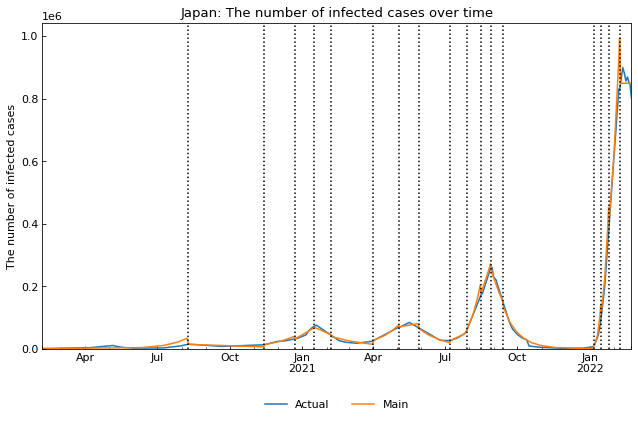 Japan: The number of infected cases over time
1e6
The number of infected cases
1.0
0.8
0.6
0.4
0.2
0.0
Apr Jul Oct Jan Apr Jul Oct Jan
2021 2022
Actual Main